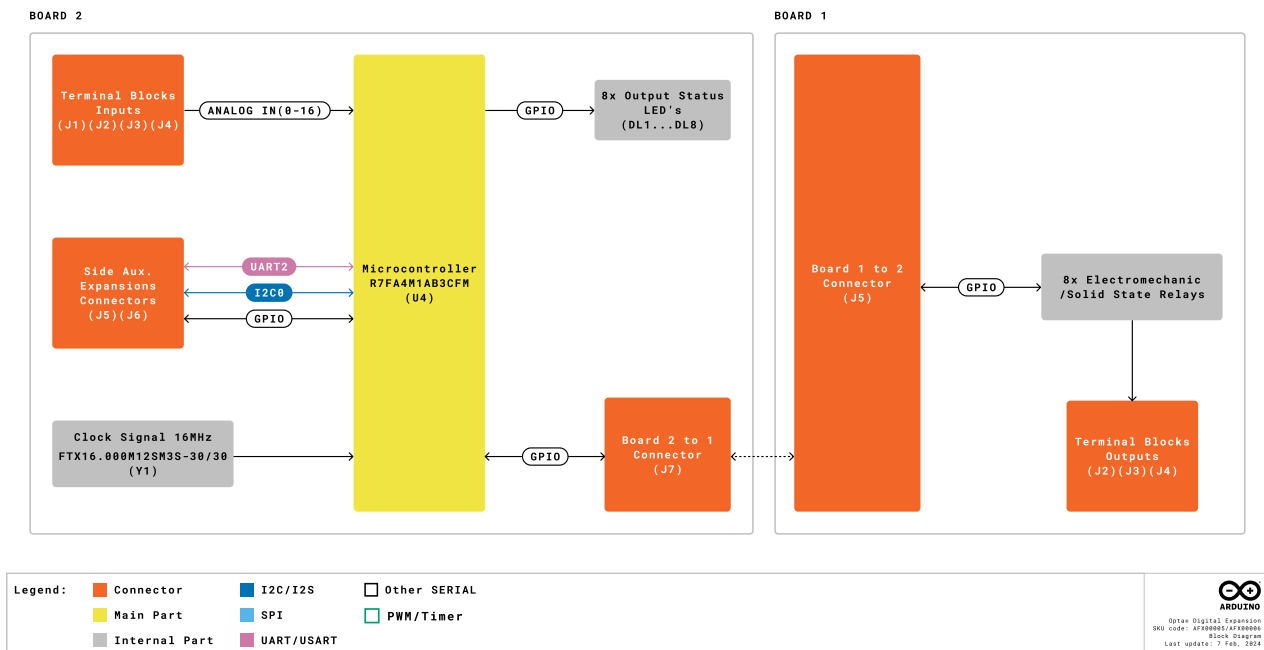 BOARD 2
BOARD 1
Terminal Blocks
Inputs
(J1)(J2)(J3)(J4)
ANALOG IN(0-16)
GPIO
8x Output Status
LED's
(DL1...DL8)
Side Aux.
Expansions
Connectors
(J5)(J6)
UART2
I2C0
GPIO
Microcontroller
R7FA4M1AB3CFM
(U4)
Board 1 to 2
Connector
(J5)
GPIO
8x Electromechanic
/Solid State Relays
Clock Signal 16MHz
FTX16.000M12SM3S-30/30
(Y1)
GPIO
Board 2 to 1
Connector
(J7)
Terminal Blocks
Outputs
(J2)(J3)(J4)
Legend:
Connector
Main Part
Internal Part
I2C/I2S
SPI
UART/USART
Other SERIAL
PWM/Timer
ARDUINO
Optan Digital Expansion
SKU code: AFX00005/AFX00006
Block Diagram
Last update: 7 Feb, 2024